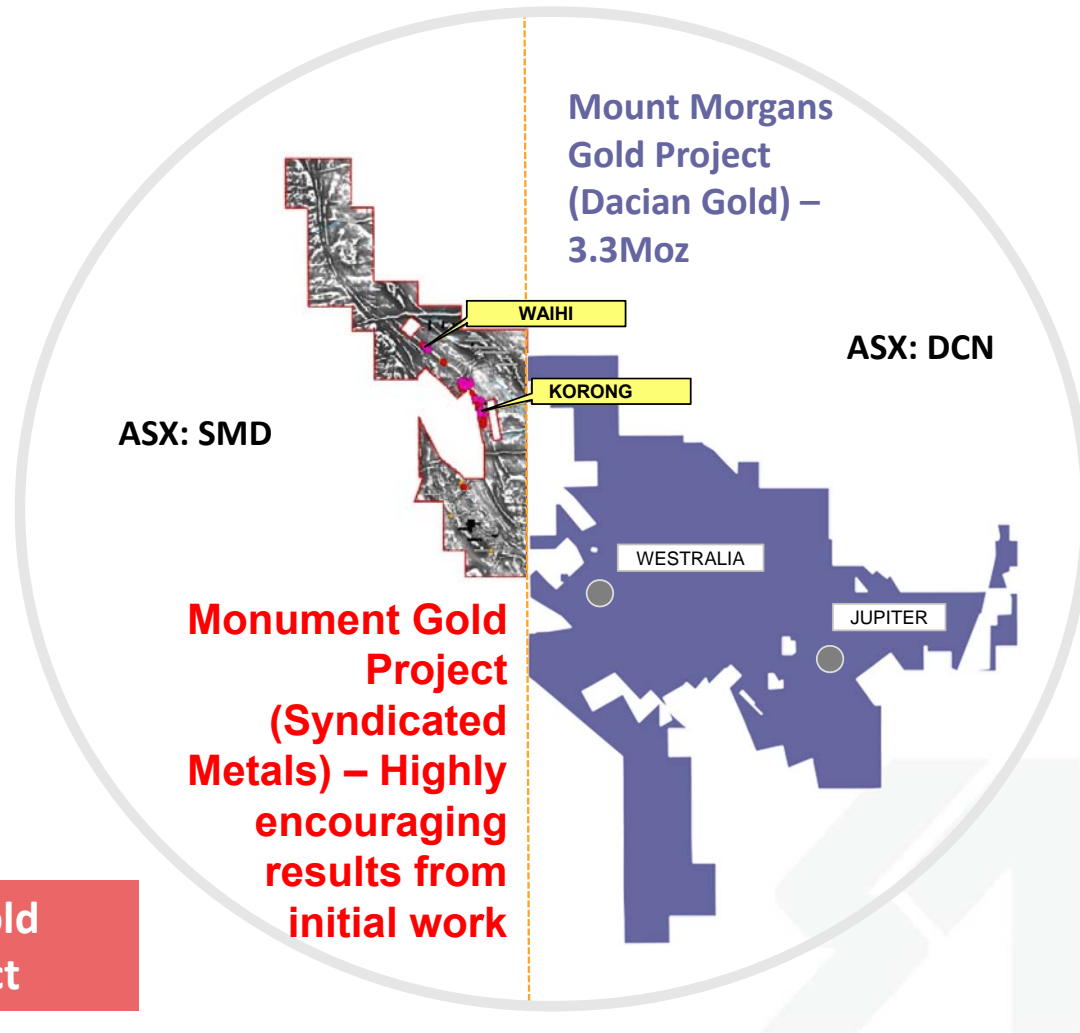 Mount Morgans
Gold Project
(Dacian Gold) –
3.3Moz
WAIHI
ASX: DCN
KORONG
ASX: SMD
WESTRALIA
JUPITER
Monument Gold
Project
(Syndicated
Metals) – Highly
encouraging
results from
initial work